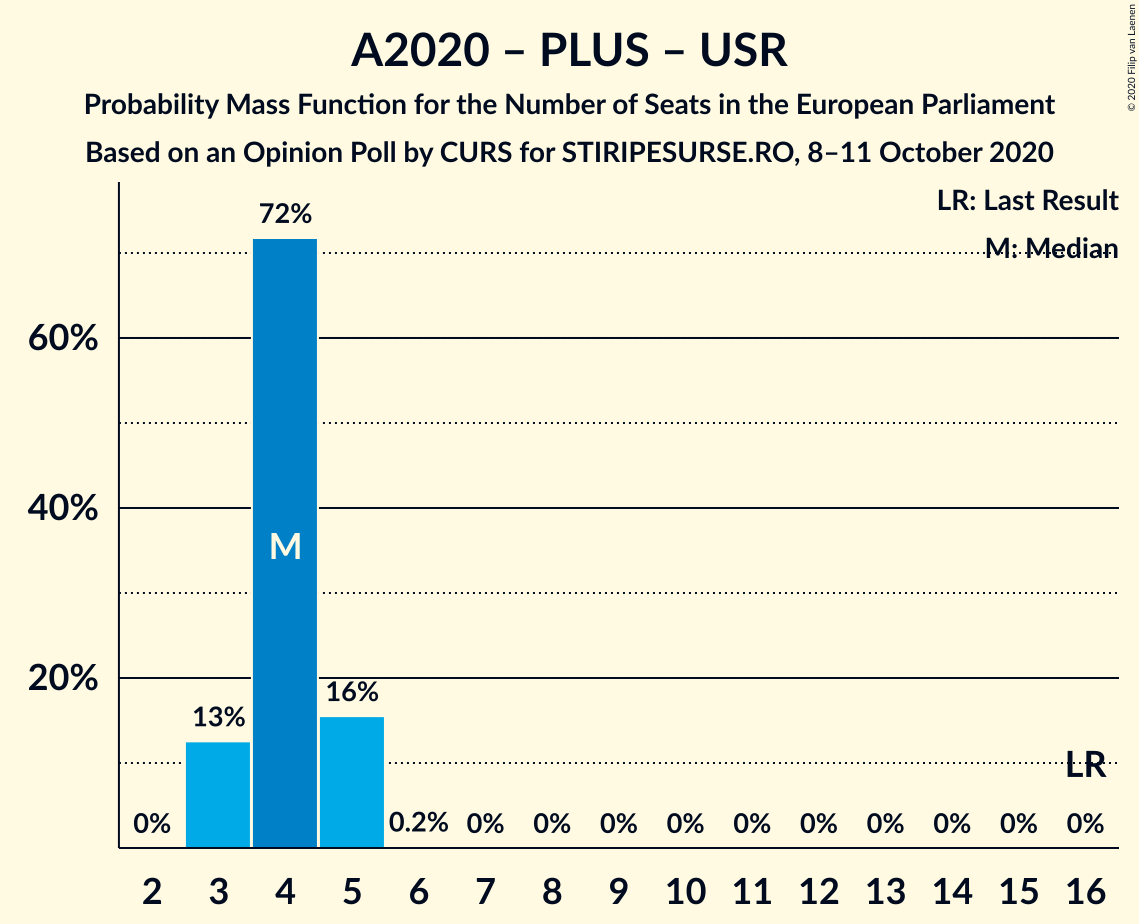 A2020 – PLUS – USR
Probability Mass Function for the Number of Seats in the European Parliament
Based on an Opinion Poll by CURS for STIRIPESURSE.RO, 8–11 October 2020
© 2020 Filip van Laenen
LR: Last Result
M: Median
72%
60%
40%
M
20%
16%
13%
LR
0% 0.2% 0% 0% 0% 0% 0% 0% 0% 0% 0% 0%
2 3 4 5 6 7 8 9 10 11 12 13 14 15 16